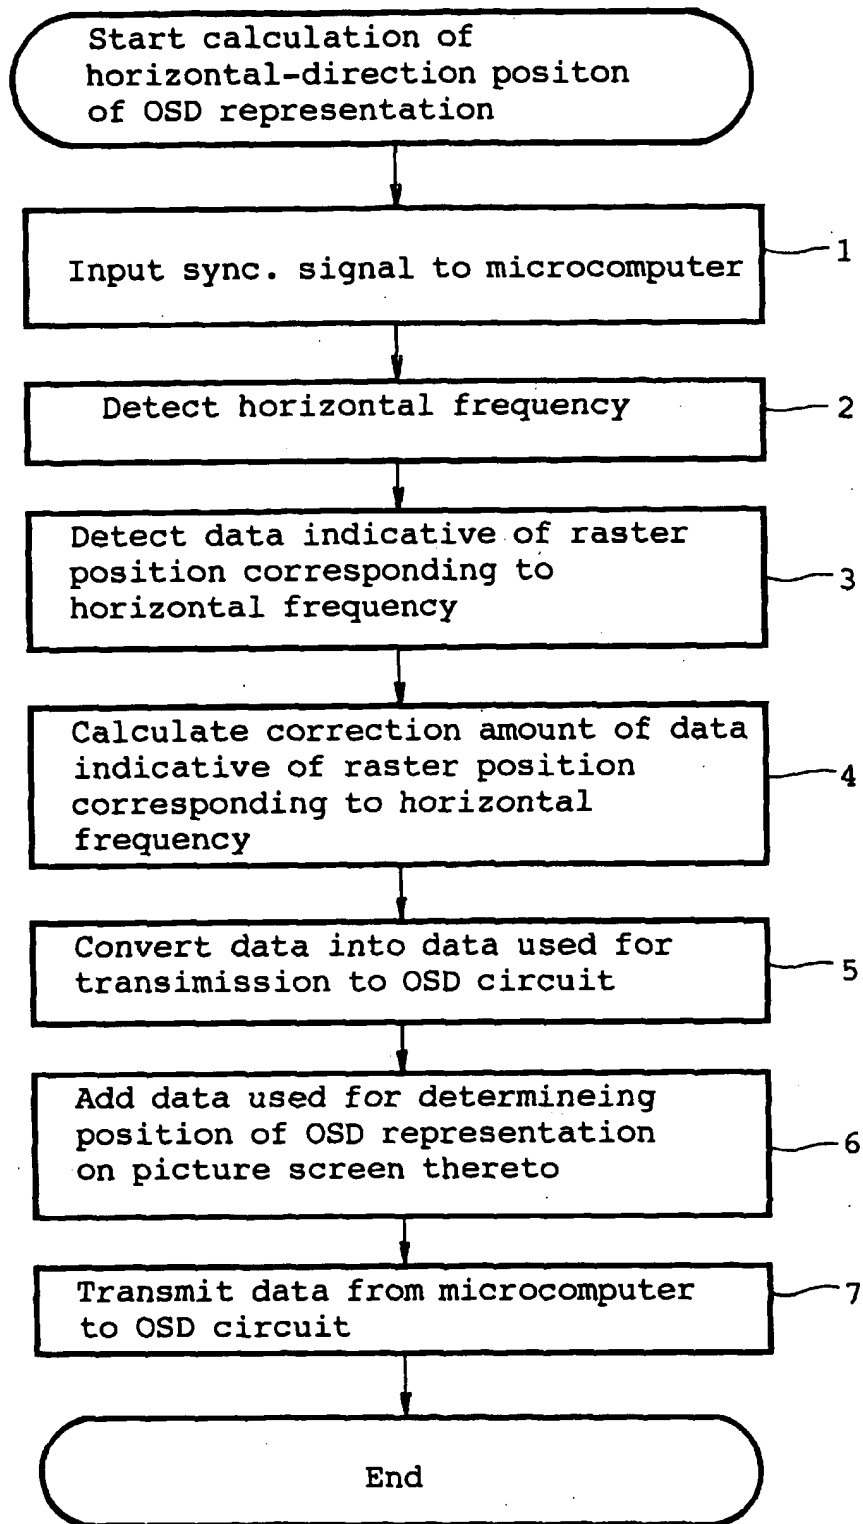 Start calculation of
horizontal-direction positon
of OSD representation
Input sync. signal to microcomputer
1
Detect horizontal frequency
2
Detect data indicative of raster
position corresponding to
horizontal frequency
3
Calculate correction amount of data
indicative of raster position
corresponding to horizontal
frequency
4
Convert data into data used for
transimission to OSD circuit
5
Add data used for determineing
position of OSD representation
on picture screen thereto
6
Transmit data from microcomputer
to OSD circuit
7
End